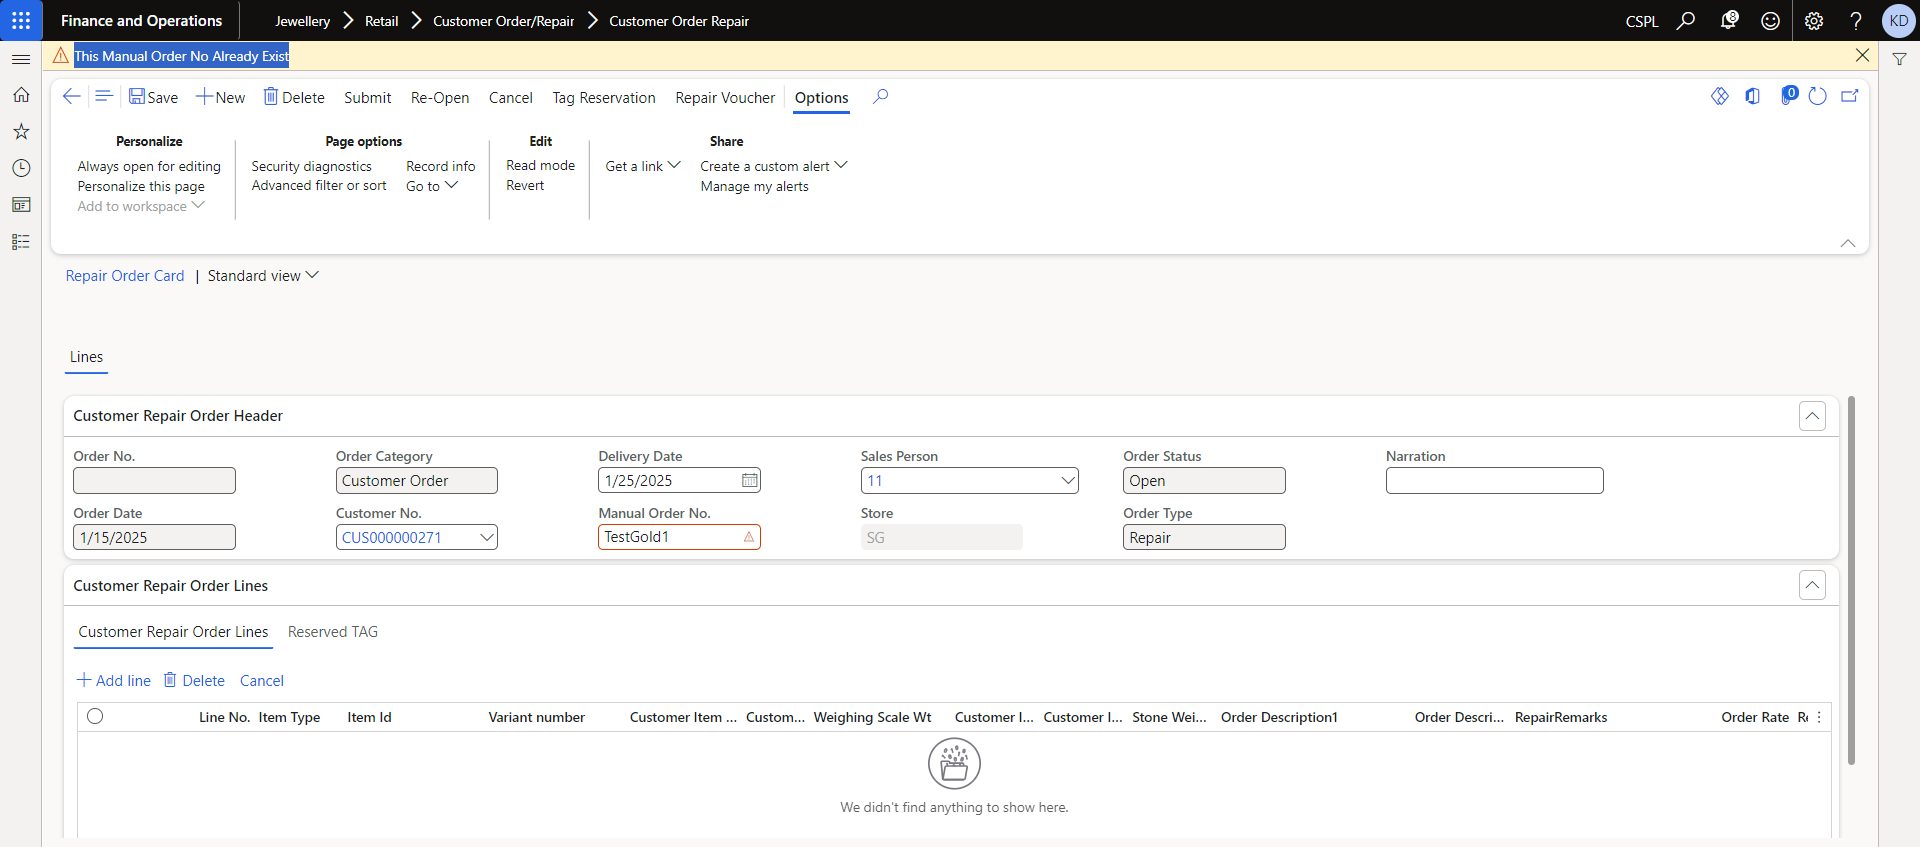 Finance and Operations
Jewellery
Retail
Customer Order/Repair
Customer Order Repair
CSPL
8
?
KD
This Manual Order No Already Exist
Save
New
Delete
Submit
Re-Open
Cancel
Tag Reservation
Repair Voucher
Options
0
Personalize
Always open for editing
Personalize this page
Add to workspace
Page options
Security diagnostics
Advanced filter or sort
Record info
Go to
Edit
Read mode
Revert
Get a link
Share
Create a custom alert
Manage my alerts
Repair Order Card | Standard view
Lines
Customer Repair Order Header
Order No.
Order Category
Customer Order
Delivery Date
1/25/2025
Sales Person
11
Order Status
Open
Narration
Order Date
1/15/2025
Customer No.
CUS000000271
Manual Order No.
TestGold1
Store
SG
Order Type
Repair
Customer Repair Order Lines
Customer Repair Order Lines
Reserved TAG
Add line
Delete
Cancel
Line No.
Item Type
Item Id
Variant number
Customer Item ...
Custom...
Weighing Scale Wt
Customer I...
Customer I...
Stone Wei...
Order Description1
Order Descri...
RepairRemarks
Order Rate
We didn't find anything to show here.